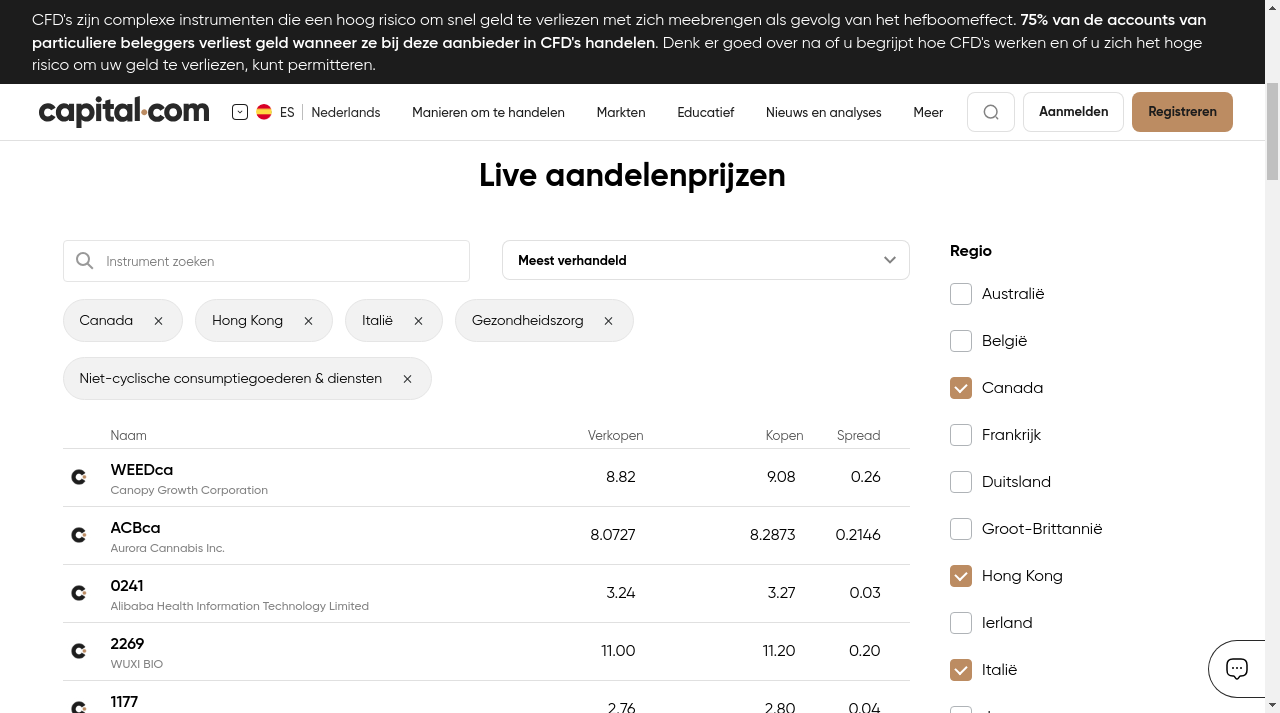 CFD's zijn complexe instrumenten die een hoog risico om snel geld te verliezen met zich meebrengen als gevolg van het hefboomeffect. 75% van de accounts van
particuliere beleggers verliest geld wanneer ze bij deze aanbieder in CFD's handelen. Denk er goed over na of u begrijpt hoe CFD's werken en of u zich het hoge
risico om uw geld te verliezen, kunt permitteren.
capital.com ES Nederlands Manieren om te handelen Markten Educatief Nieuws en analyses Meer Aanmelden Registreren
Live aandelenprijzen
Instrument zoeken
Meest verhandeld
Canada
Hong Kong
Italië
Gezondheidszorg
Niet-cyclische consumptiegoederen & diensten
Naam Verkopen Kopen Spread
WEEDca
Canopy Growth Corporation
8.82 9.08 0.26
ACBca
Aurora Cannabis Inc.
8.0727 8.2873 0.2146
0241
Alibaba Health Information Technology Limited
3.24 3.27 0.03
2269
WUXI BIO
11.00 11.20 0.20
1177
2.76 2.80 0.04
Regio
Australië
België
Canada
Frankrijk
Duitsland
Groot-Brittannië
Hong Kong
Ierland
Italië